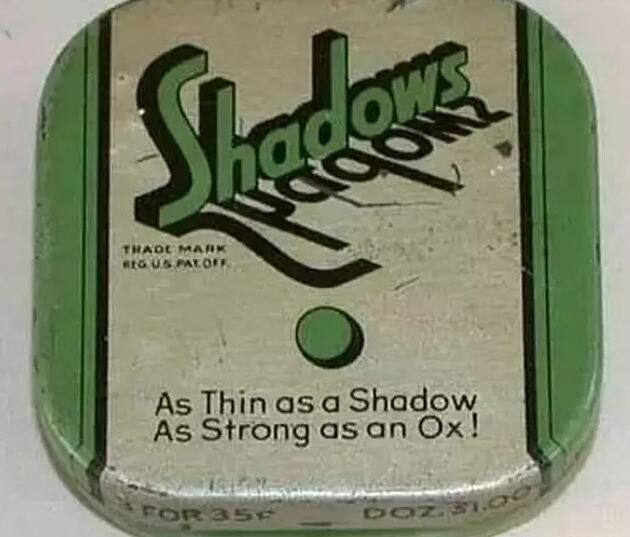 Shadows
TRADE MARK
REG. U.S. PAT. OFF.
As Thin as a Shadow
As Strong as an Ox!
3 FOR 35¢ DOZ. $1.00